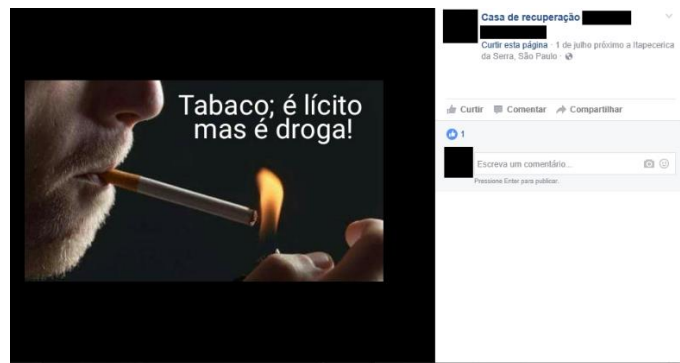 Tabaco; é lícito
mas é droga!
Casa de recuperação
Curtir esta página · 1 de julho próximo a Itapecerica
da Serra, São Paulo ·
Curtir Comentar Compartilhar
1
Escreva um comentário...
Pressione Enter para publicar.